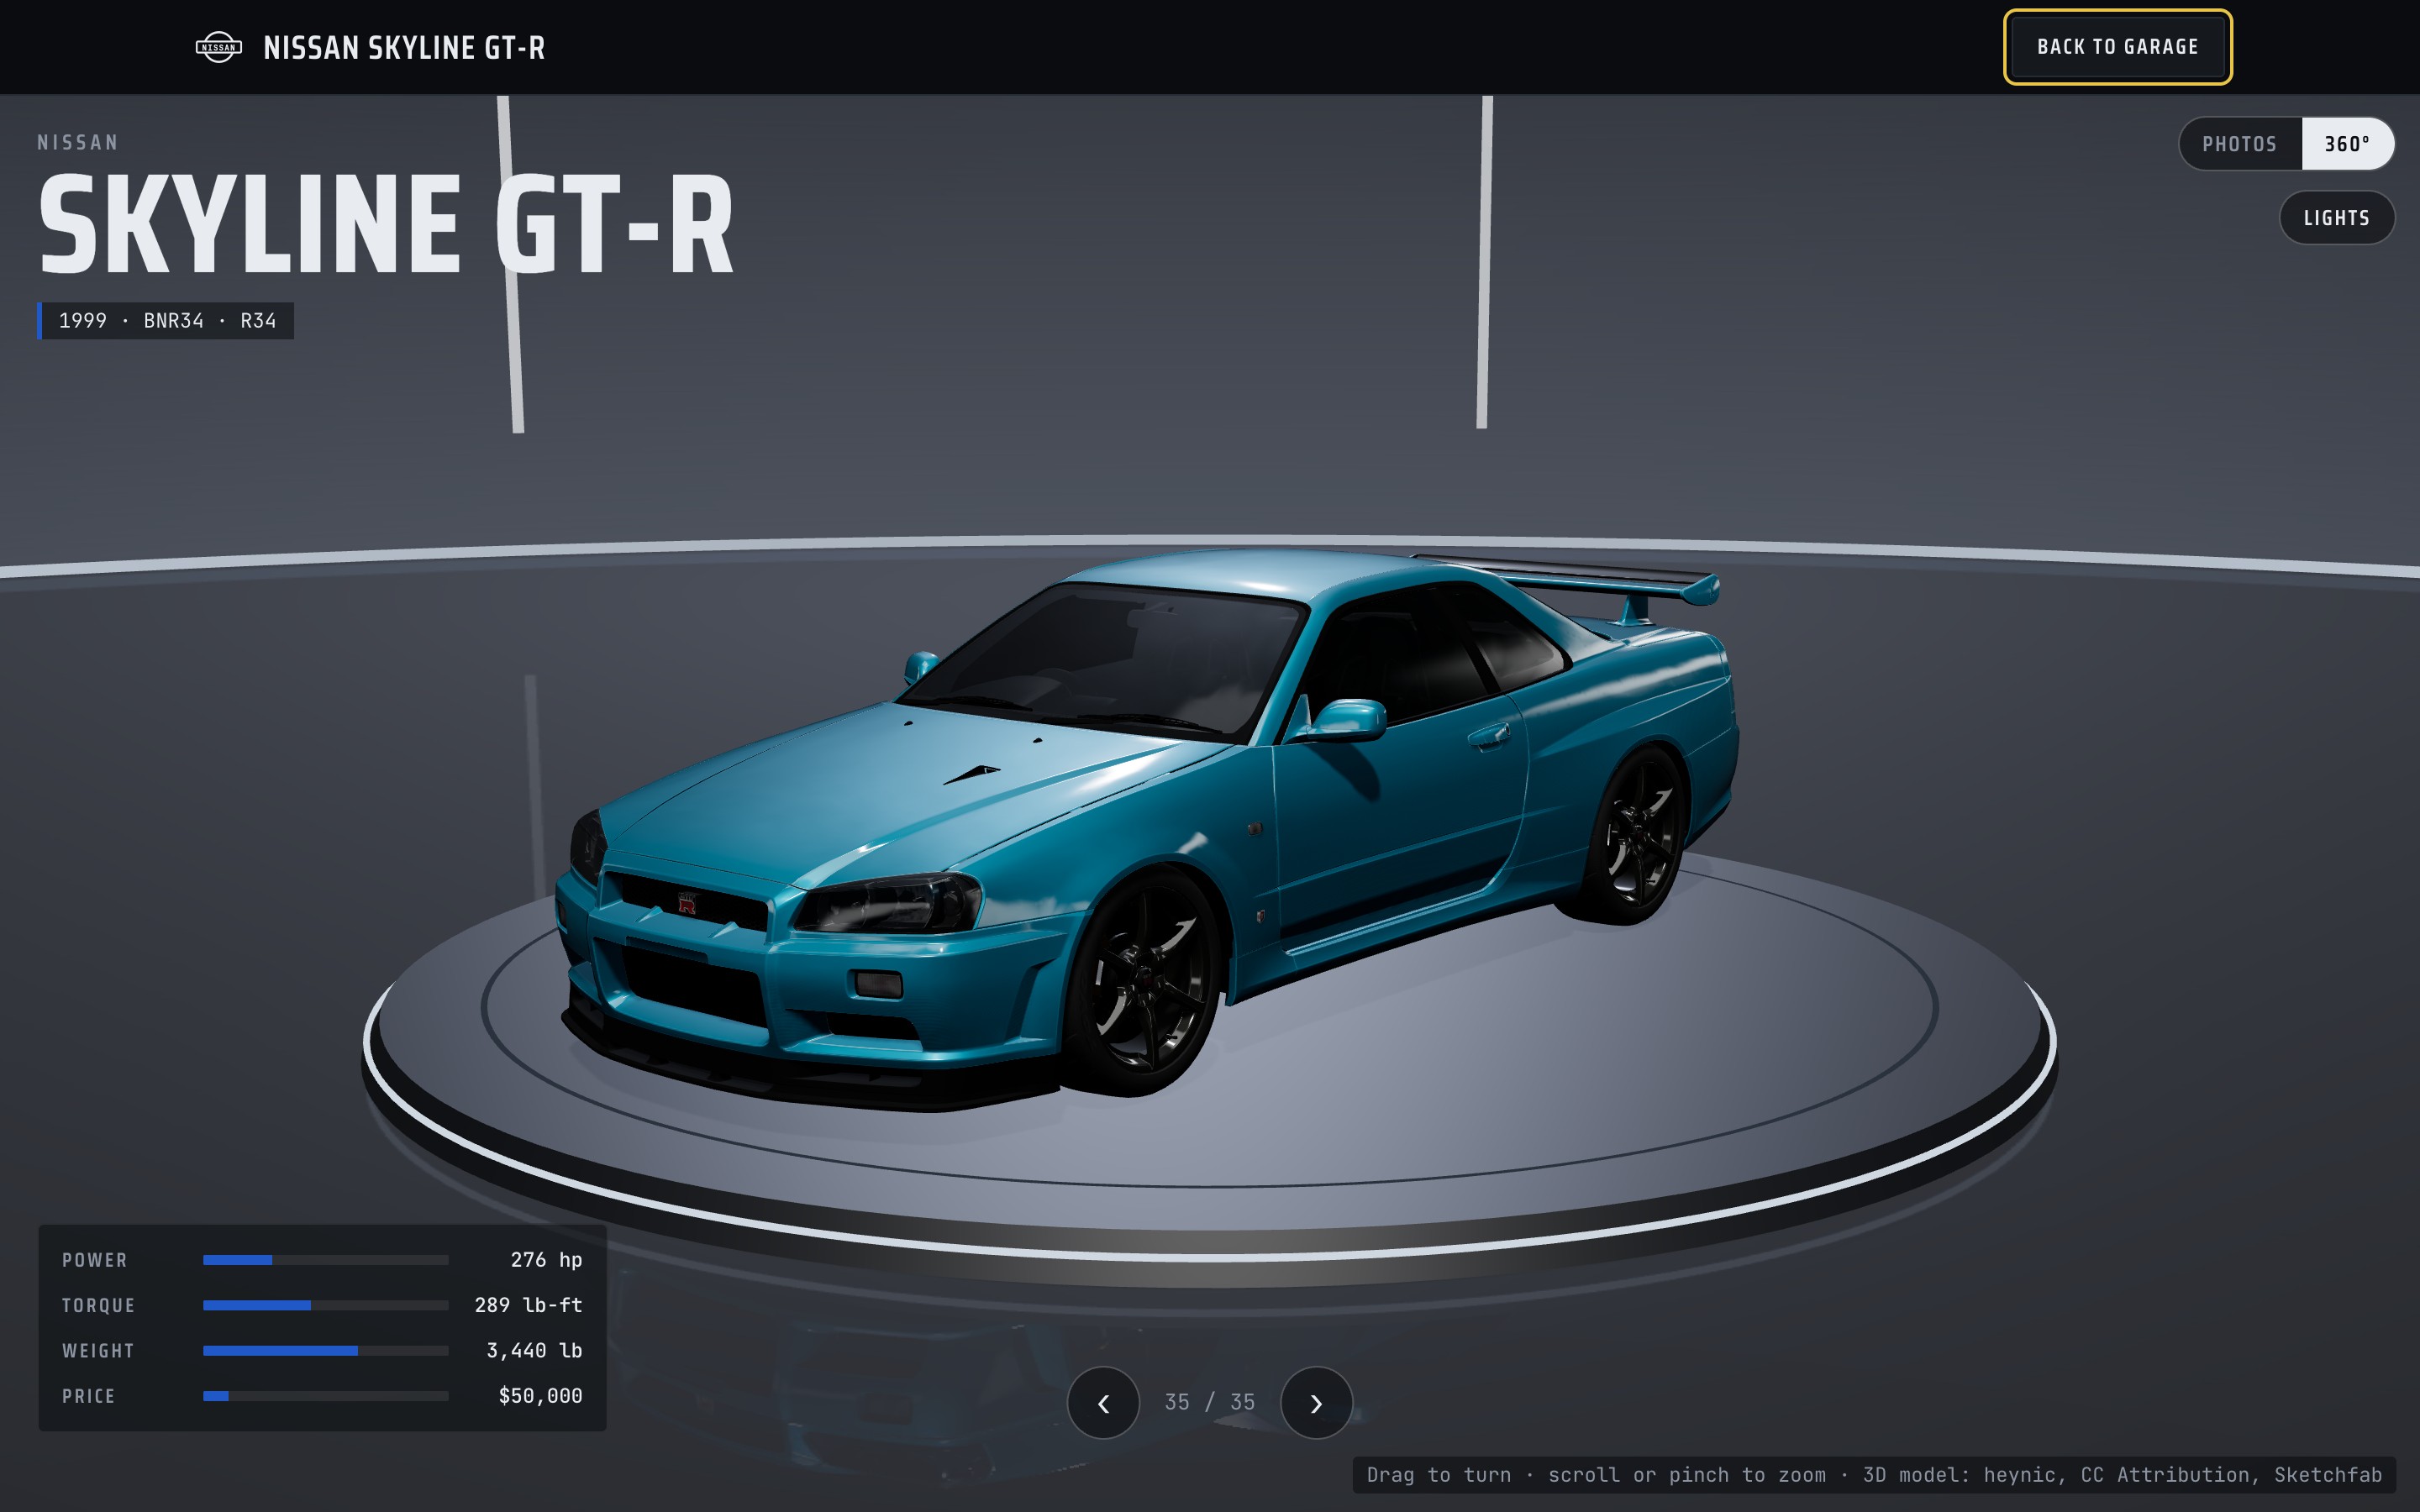 NISSAN
NISSAN SKYLINE GT-R
BACK TO GARAGE
NISSAN
SKYLINE GT-R
1999 · BNR34 · R34
PHOTOS
360°
LIGHTS
POWER 276 hp
TORQUE 289 lb-ft
WEIGHT 3,440 lb
PRICE $50,000
‹ 35 / 35 ›
Drag to turn · scroll or pinch to zoom · 3D model: heynic, CC Attribution, Sketchfab